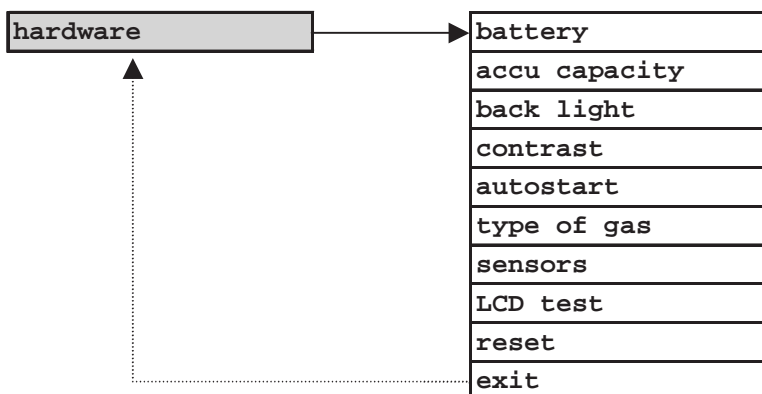 hardware
battery
accu capacity
back light
contrast
autostart
type of gas
sensors
LCD test
reset
exit